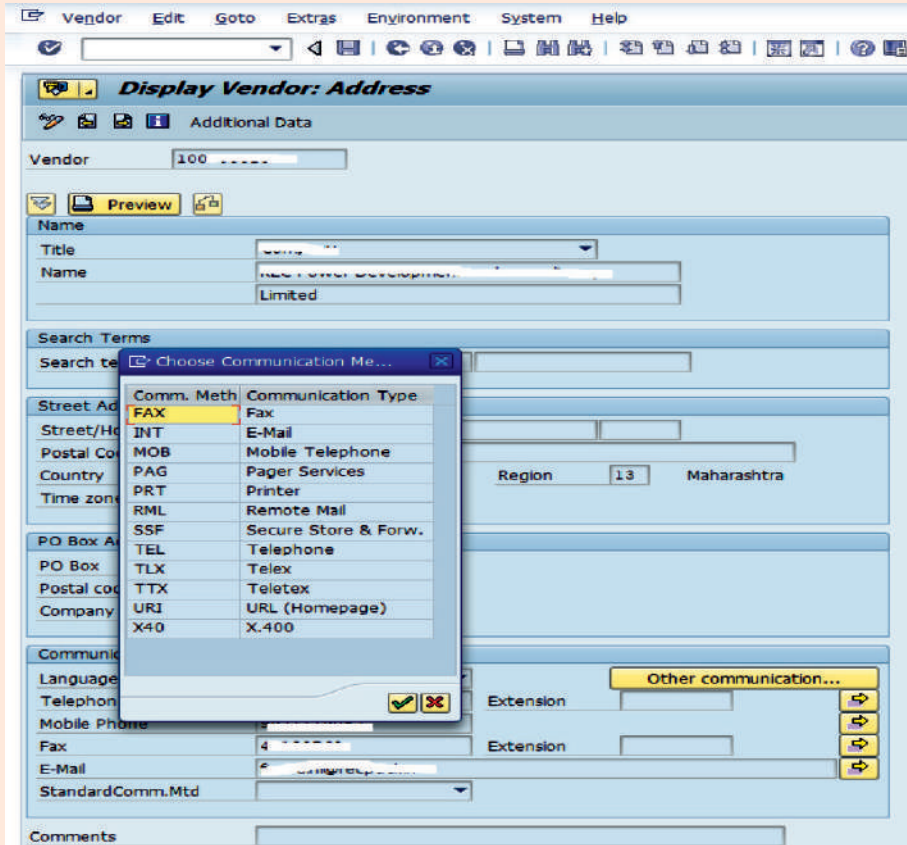 Vendor Edit Goto Extras Environment System Help
Display Vendor: Address
Additional Data
Vendor 100
Preview
Name
Title
Name Power
Limited
Search Terms
Search te
Choose Communication Me...
Comm. Meth Communication Type
FAX Fax
INT E-Mail
MOB Mobile Telephone
PAG Pager Services
PRT Printer
RML Remote Mail
SSF Secure Store & Forw.
TEL Telephone
TLX Telex
TTX Teletex
URI URL (Homepage)
X40 X.400
Street Ad
Street/Ho
Postal Co
Country Region 13 Maharashtra
Time zone
PO Box A
PO Box
Postal cod
Company
Communic
Language Other communication...
Telephon Extension
Mobile Phone
Fax 4 Extension
E-Mail
StandardComm.Mtd
Comments